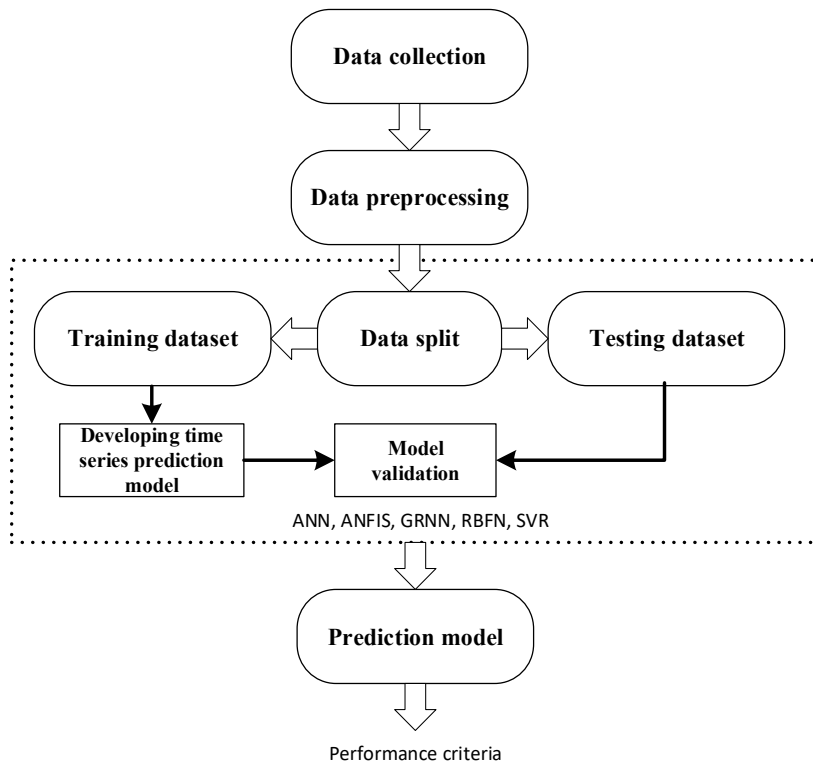 Data collection
Data preprocessing
Training dataset
Data split
Testing dataset
Developing time
series prediction
model
Model
validation
ANN, ANFIS, GRNN, RBFN, SVR
Prediction model
Performance criteria